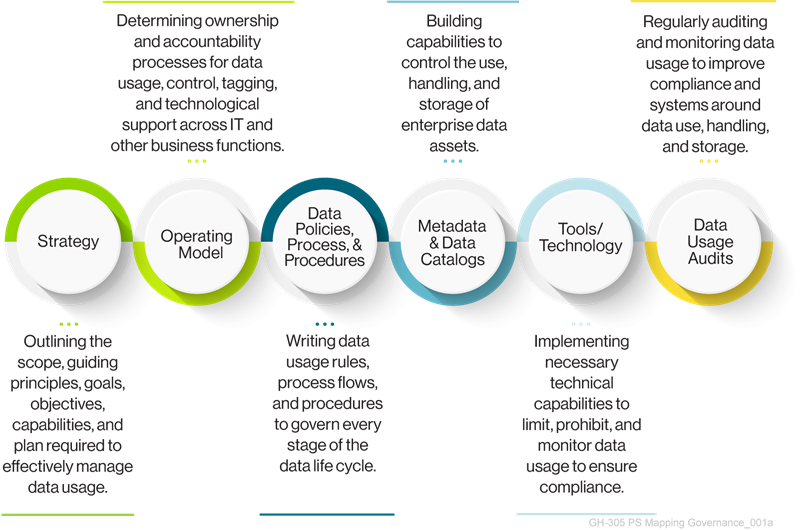 Determining ownership
and accountability
processes for data
usage, control, tagging,
and technological
support across IT and
other business functions.
Building
capabilities to
control the use,
handling, and
storage of
enterprise data
assets.
Regularly auditing
and monitoring data
usage to improve
compliance and
systems around
data use, handling,
and storage.
Strategy
Operating
Model
Data
Policies,
Process, &
Procedures
Metadata
& Data
Catalogs
Tools/
Technology
Data
Usage
Audits
Outlining the
scope, guiding
principles, goals,
objectives,
capabilities, and
plan required to
effectively manage
data usage.
Writing data
usage rules,
process flows,
and procedures
to govern every
stage of the
data life cycle.
Implementing
necessary
technical
capabilities to
limit, prohibit, and
monitor data
usage to ensure
compliance.
GH-305 PS Mapping Governance_001a